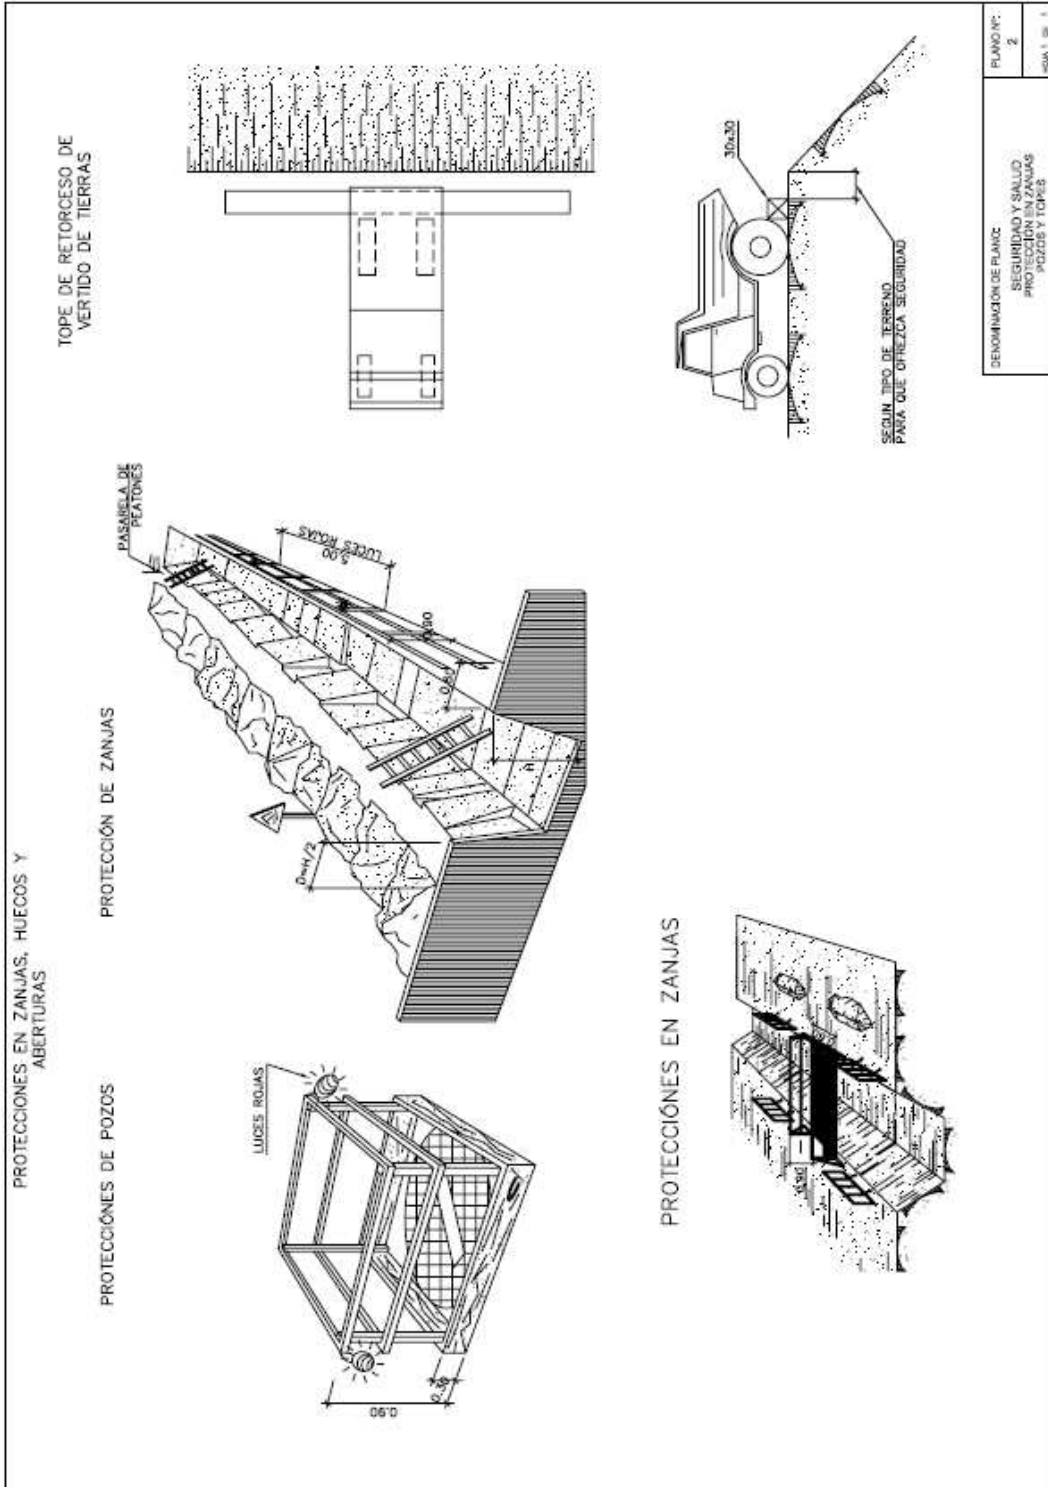 PROTECCIONES EN ZANJAS, HUECOS Y
ABERTURAS
PROTECCIÓNES DE POZOS
LUCES ROJAS
0.90
0.30
PROTECCIÓN DE ZANJAS
D=H/2
H
PASARELA DE
PEATONES
5.00
LUCES ROJAS
TOPE DE RETORCESO DE
VERTIDO DE TIERRAS
PROTECCIÓNES EN ZANJAS
30x30
SEGUN TIPO DE TERRENO
PARA QUE OFREZCA SEGURIDAD
DENOMINACION DE PLANO:
SEGURIDAD Y SALUD
PROTECCIÓN EN ZANJAS
POZOS Y TOPES
PLANO Nº:
2